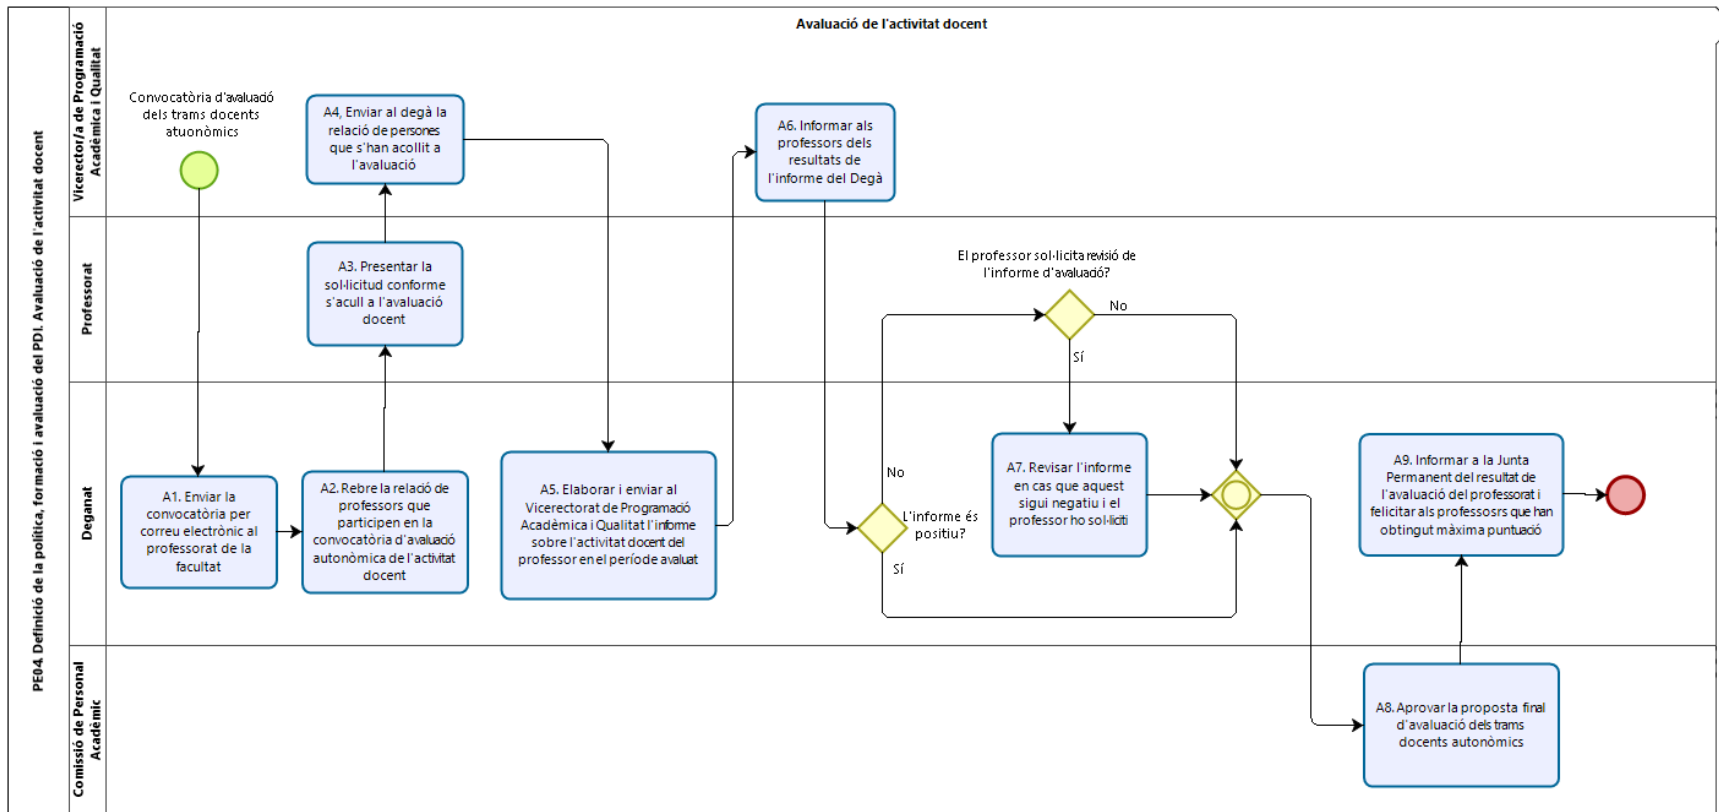 Avaluació de l'activitat docent
PE04. Definició de la política, formació i avaluació del PDI. Avaluació de l'activitat docent
Vicerector/a de Programació
Acadèmica i Qualitat
Convocatòria d'avaluació
dels trams docents
atuonòmics
A4, Enviar al degà la
relació de persones
que s'han acollit a
l'avaluació
A6. Informar als
professors dels
resultats de
l'informe del Degà
Professorat
A3. Presentar la
sol·licitud conforme
s'acull a l'avaluació
docent
El professor sol·licita revisió de
l'informe d'avaluació?
No
Sí
Deganat
A1. Enviar la
convocatòria per
correu electrònic al
professorat de la
facultat
A2. Rebre la relació de
professors que
participen en la
convocatòria d'avaluació
autonòmica de l'activitat
docent
A5. Elaborar i enviar al
Vicerectorat de Programació
Acadèmica i Qualitat l'informe
sobre l'activitat docent del
professor en el període avaluat
No
L'informe és
positiu?
Sí
A7. Revisar l'informe
en cas que aquest
sigui negatiu i el
professor ho sol·liciti
A9. Informar a la Junta
Permanent del resultat de
l'avaluació del professorat i
felicitar als professosrs que han
obtingut màxima puntuació
Comissió de Personal
Acadèmic
A8. Aprovar la proposta final
d'avaluació dels trams
docents autonòmics